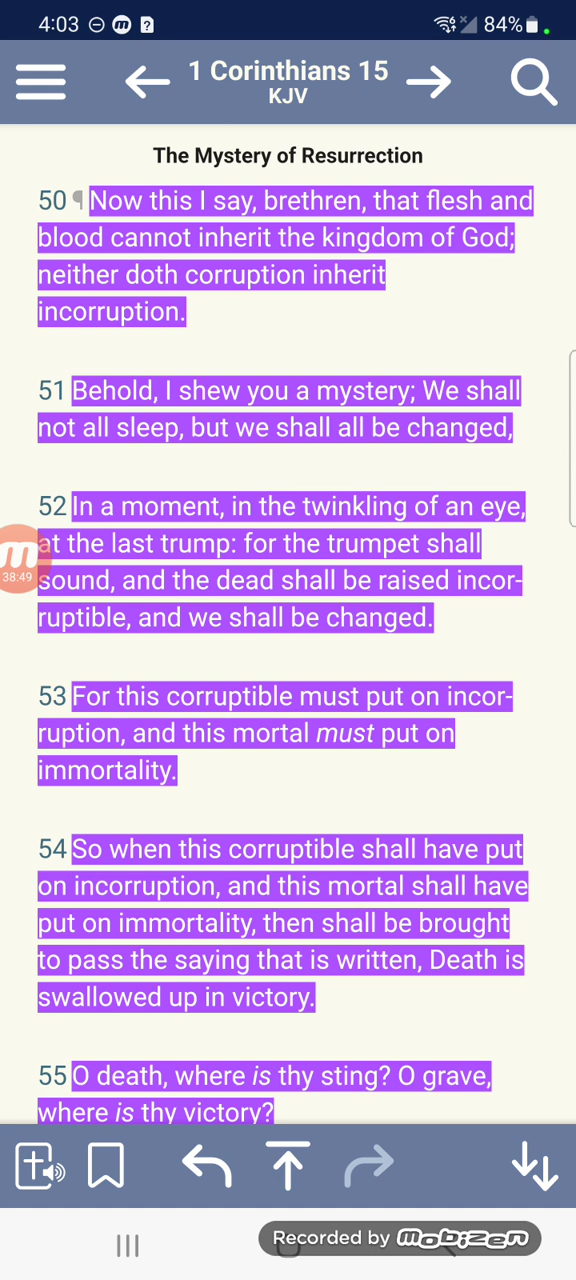 4:03 84%
1 Corinthians 15
KJV
The Mystery of Resurrection
50 ¶ Now this I say, brethren, that flesh and
blood cannot inherit the kingdom of God;
neither doth corruption inherit
incorruption.
51 Behold, I shew you a mystery; We shall
not all sleep, but we shall all be changed,
52 In a moment, in the twinkling of an eye,
at the last trump: for the trumpet shall
38:49
sound, and the dead shall be raised incor-
ruptible, and we shall be changed.
53 For this corruptible must put on incor-
ruption, and this mortal must put on
immortality.
54 So when this corruptible shall have put
on incorruption, and this mortal shall have
put on immortality, then shall be brought
to pass the saying that is written, Death is
swallowed up in victory.
55 O death, where is thy sting? O grave,
where is thy victory?
Recorded by mobizen